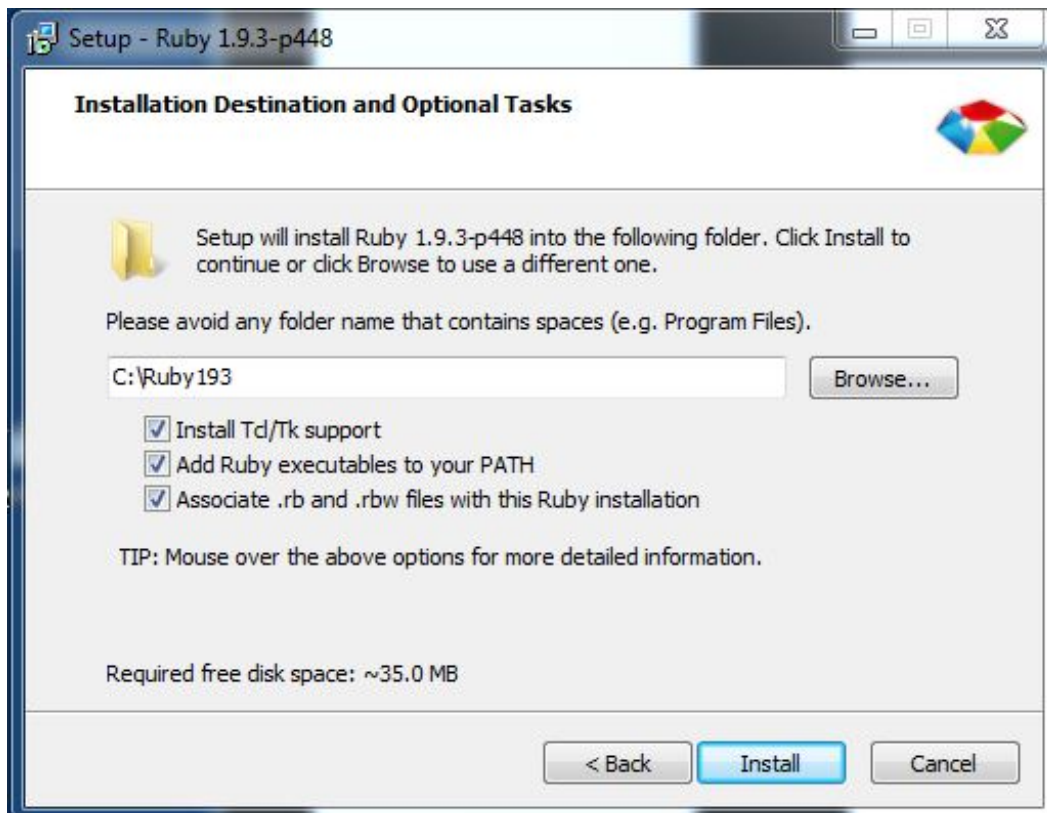 Setup - Ruby 1.9.3-p448
Installation Destination and Optional Tasks
Setup will install Ruby 1.9.3-p448 into the following folder. Click Install to
continue or click Browse to use a different one.
Please avoid any folder name that contains spaces (e.g. Program Files).
C:\Ruby193
Browse...
Install Tcl/Tk support
Add Ruby executables to your PATH
Associate .rb and .rbw files with this Ruby installation
TIP: Mouse over the above options for more detailed information.
Required free disk space: ~35.0 MB
< Back Install Cancel